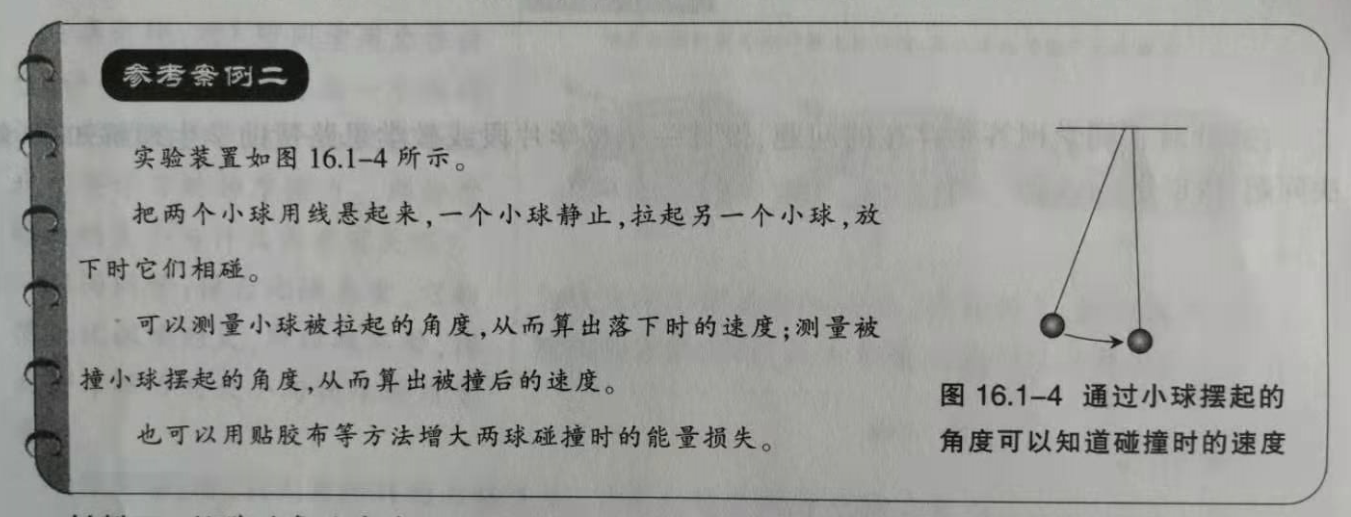 参考案例二
实验装置如图 16.1-4 所示。
把两个小球用线悬起来,一个小球静止,拉起另一个小球,放
下时它们相碰。
可以测量小球被拉起的角度,从而算出落下时的速度;测量被
撞小球摆起的角度,从而算出被撞后的速度。
也可以用贴胶布等方法增大两球碰撞时的能量损失。
图 16.1-4 通过小球摆起的
角度可以知道碰撞时的速度